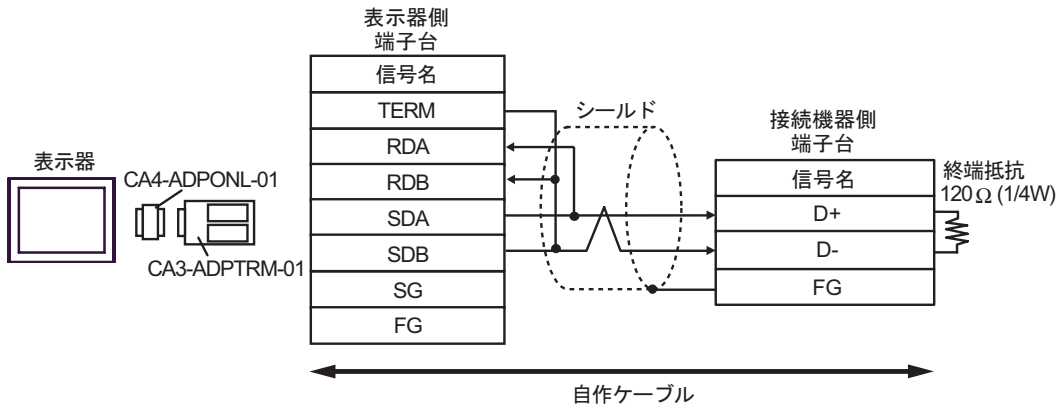 表示器側
端子台
信号名
TERM
RDA
RDB
SDA
SDB
SG
FG
シールド
接続機器側
端子台
信号名
D+
D-
FG
終端抵抗
120Ω(1/4W)
表示器
CA4-ADPONL-01
CA3-ADPTRM-01
自作ケーブル